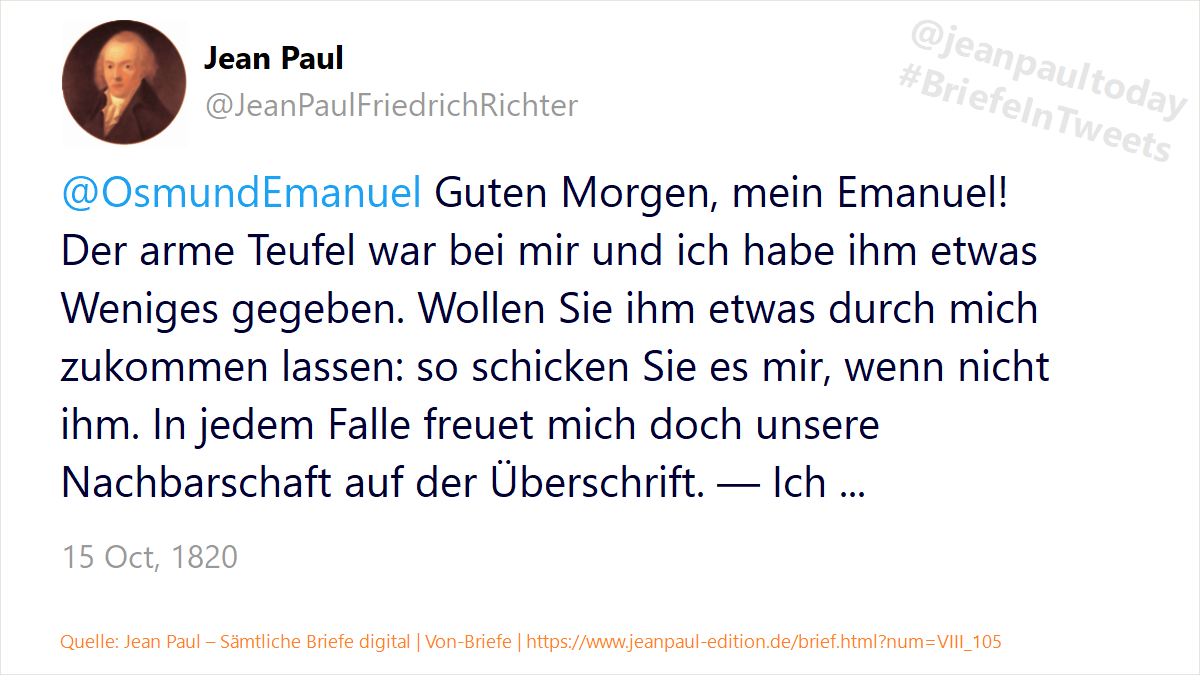 Jean Paul
@JeanPaulFriedrichRichter
@jeanpaultoday
#BriefeInTweets
@OsmundEmanuel Guten Morgen, mein Emanuel!
Der arme Teufel war bei mir und ich habe ihm etwas
Weniges gegeben. Wollen Sie ihm etwas durch mich
zukommen lassen: so schicken Sie es mir, wenn nicht
ihm. In jedem Falle freuet mich doch unsere
Nachbarschaft auf der Überschrift. — Ich ...
15 Oct, 1820
Quelle: Jean Paul – Sämtliche Briefe digital | Von-Briefe | https://www.jeanpaul-edition.de/brief.html?num=VIII_105